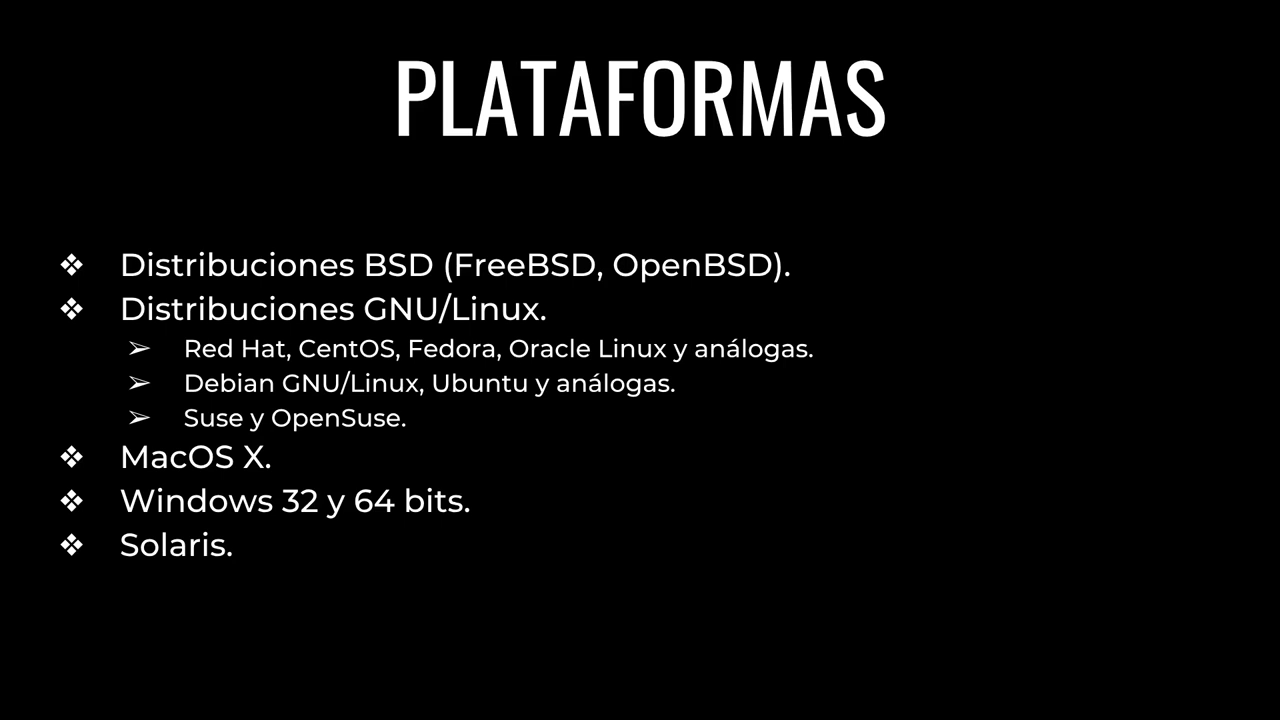 PLATAFORMAS
❖ Distribuciones BSD (FreeBSD, OpenBSD).
❖ Distribuciones GNU/Linux.
➢ Red Hat, CentOS, Fedora, Oracle Linux y análogas.
➢ Debian GNU/Linux, Ubuntu y análogas.
➢ Suse y OpenSuse.
❖ MacOS X.
❖ Windows 32 y 64 bits.
❖ Solaris.